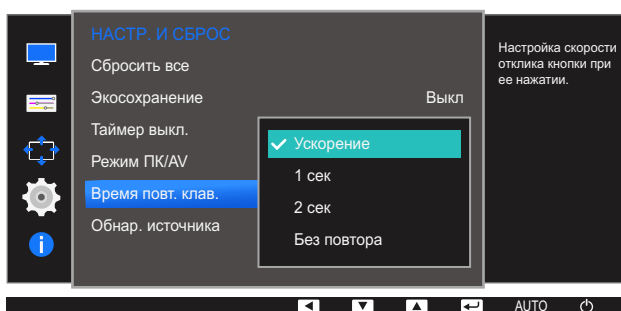 НАСТР. И СБРОС
Сбросить все
Экосохранение Выкл
Таймер выкл.
Режим ПК/AV
Время повт. клав.
Обнар. источника
Ускорение
1 сек
2 сек
Без повтора
Настройка скорости
отклика кнопки при
ее нажатии.
AUTO